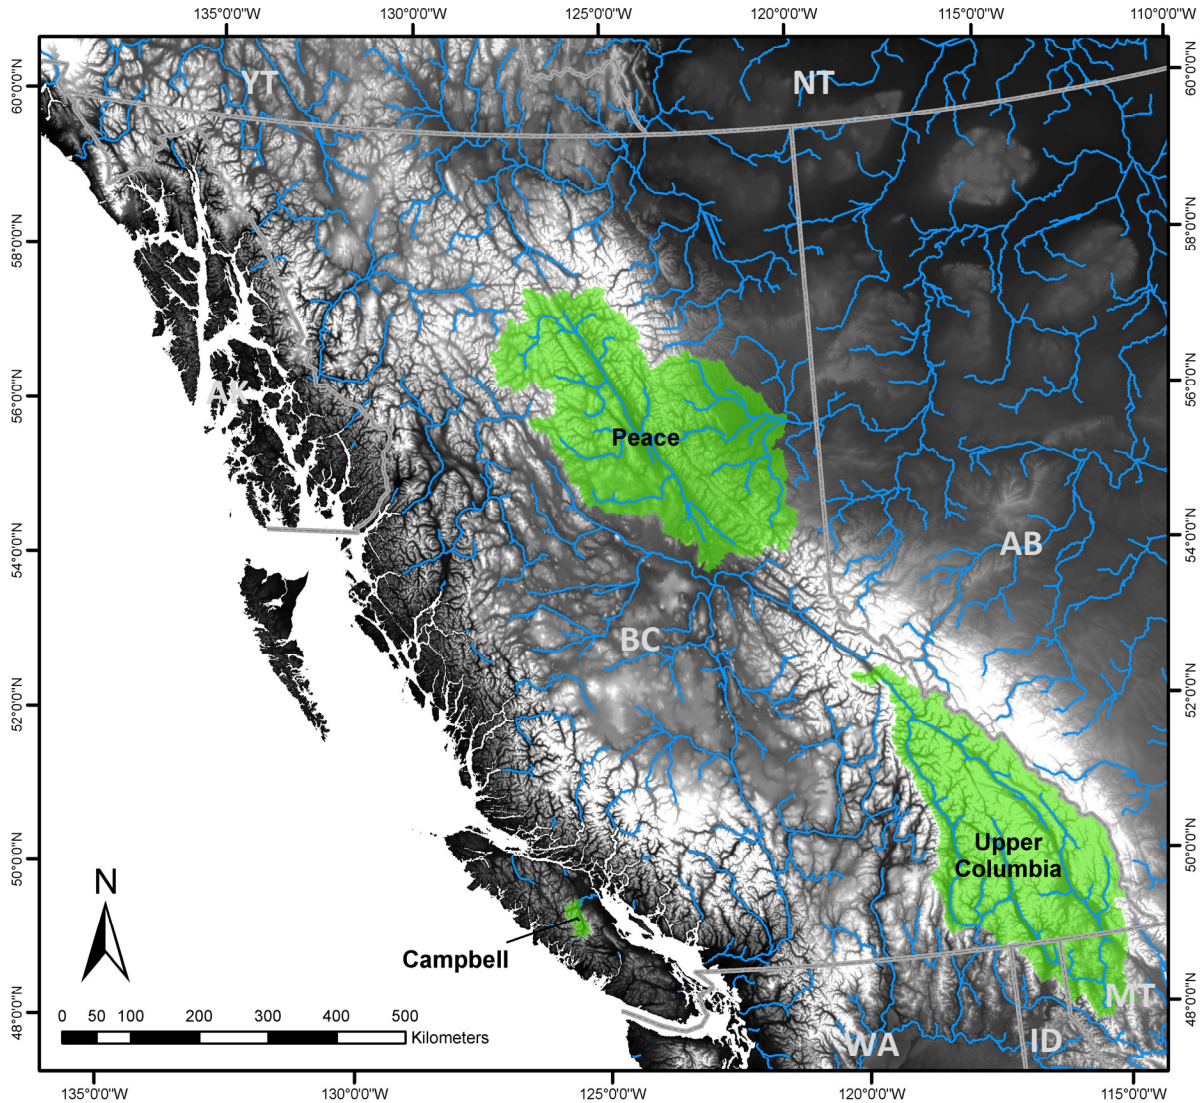 135°0'0"W 130°0'0"W 125°0'0"W 120°0'0"W 115°0'0"W 110°0'0"W
60°0'0"N
60°0'0"N
YT
NT
58°0'0"N
58°0'0"N
56°0'0"N
56°0'0"N
AK
Peace
54°0'0"N
54°0'0"N
AB
BC
52°0'0"N
52°0'0"N
50°0'0"N
50°0'0"N
Upper
Columbia
N
Campbell
48°0'0"N
48°0'0"N
MT
0 50 100 200 300 400 500
Kilometers
WA
ID
135°0'0"W 130°0'0"W 125°0'0"W 120°0'0"W 115°0'0"W